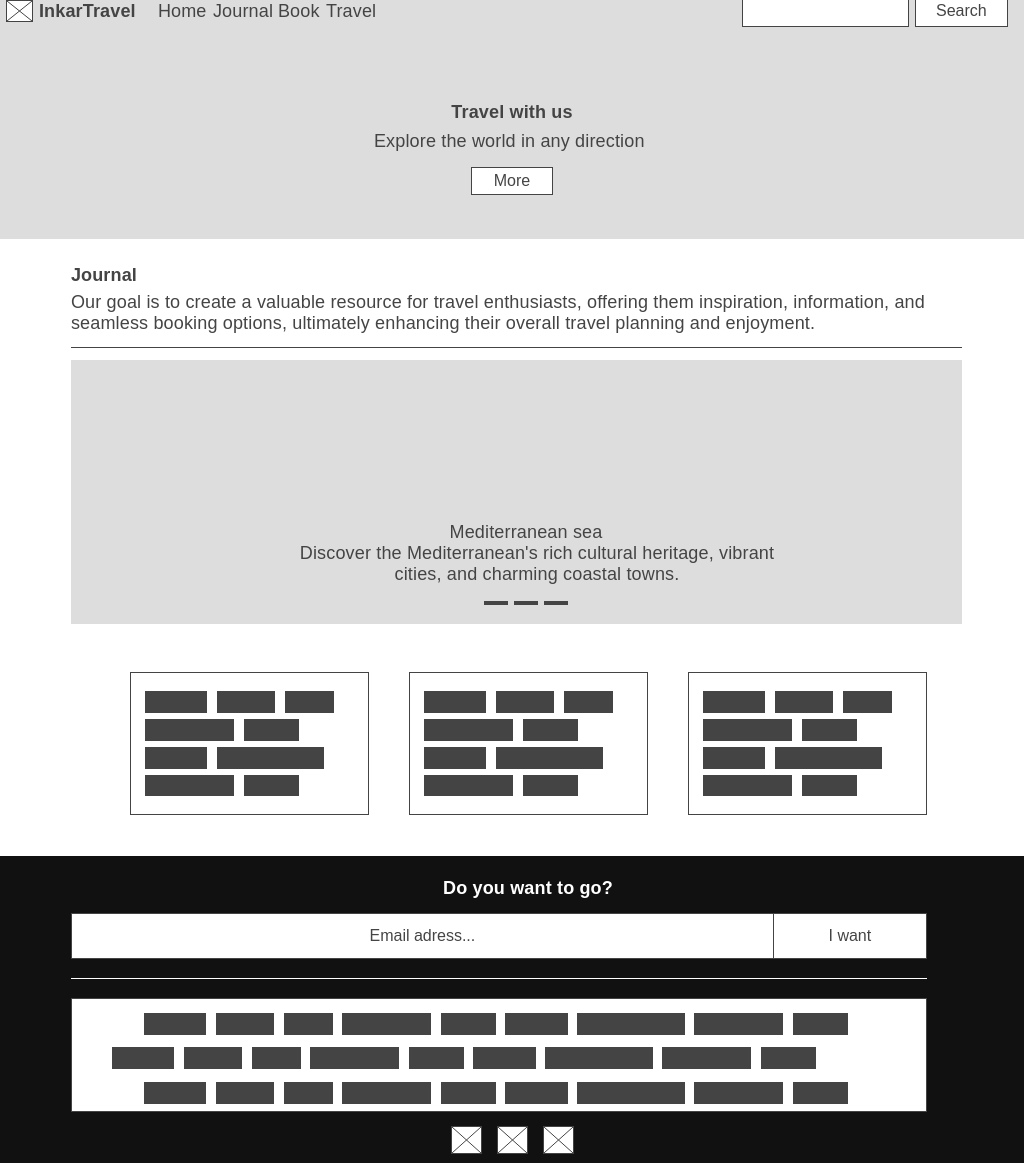 InkarTravel Home Journal Book Travel Search
Travel with us
Explore the world in any direction
More
Journal
Our goal is to create a valuable resource for travel enthusiasts, offering them inspiration, information, and
seamless booking options, ultimately enhancing their overall travel planning and enjoyment.
Mediterranean sea
Discover the Mediterranean's rich cultural heritage, vibrant
cities, and charming coastal towns.
Do you want to go?
Email adress... I want